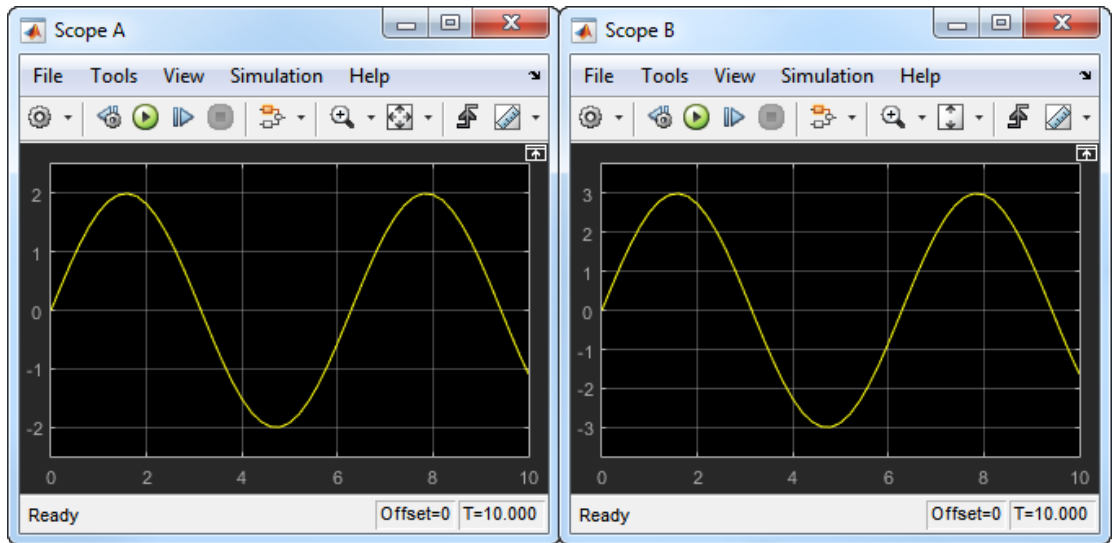 Scope A
File Tools View Simulation Help
2
1
0
-1
-2
0 2 4 6 8 10
Ready Offset=0 T=10.000
Scope B
File Tools View Simulation Help
3
2
1
0
-1
-2
-3
0 2 4 6 8 10
Ready Offset=0 T=10.000